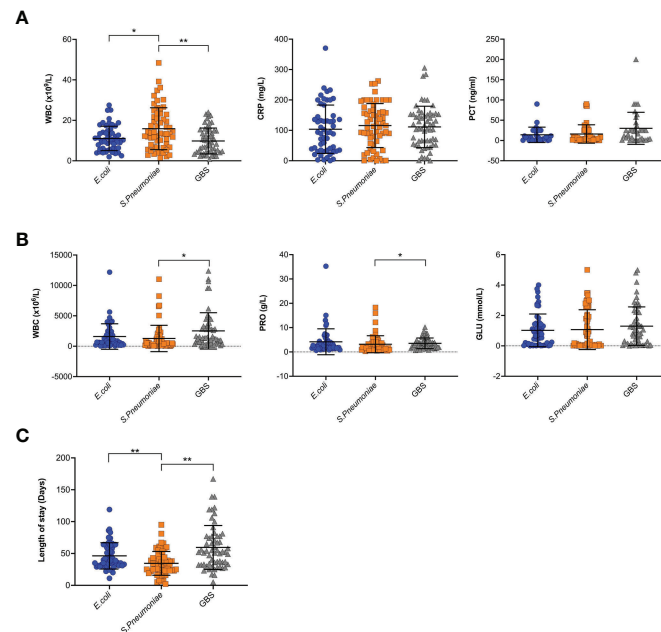 A
* **
WBC (x10⁹/L)
60
40
20
0
E.coli
S.Pneumoniae
GBS
CRP (mg/L)
400
300
200
100
0
E.coli
S.Pneumoniae
GBS
PCT (ng/ml)
250
200
150
100
50
0
-50
E.coli
S.Pneumoniae
GBS
B
*
WBC (x10⁶/L)
15000
10000
5000
0
-5000
E.coli
S.Pneumoniae
GBS
*
PRO (g/L)
40
30
20
10
0
-10
E.coli
S.Pneumoniae
GBS
GLU (mmol/L)
6
4
2
0
-2
E.coli
S.Pneumoniae
GBS
C
** **
Length of stay (Days)
200
150
100
50
0
E.coli
S.Pneumoniae
GBS